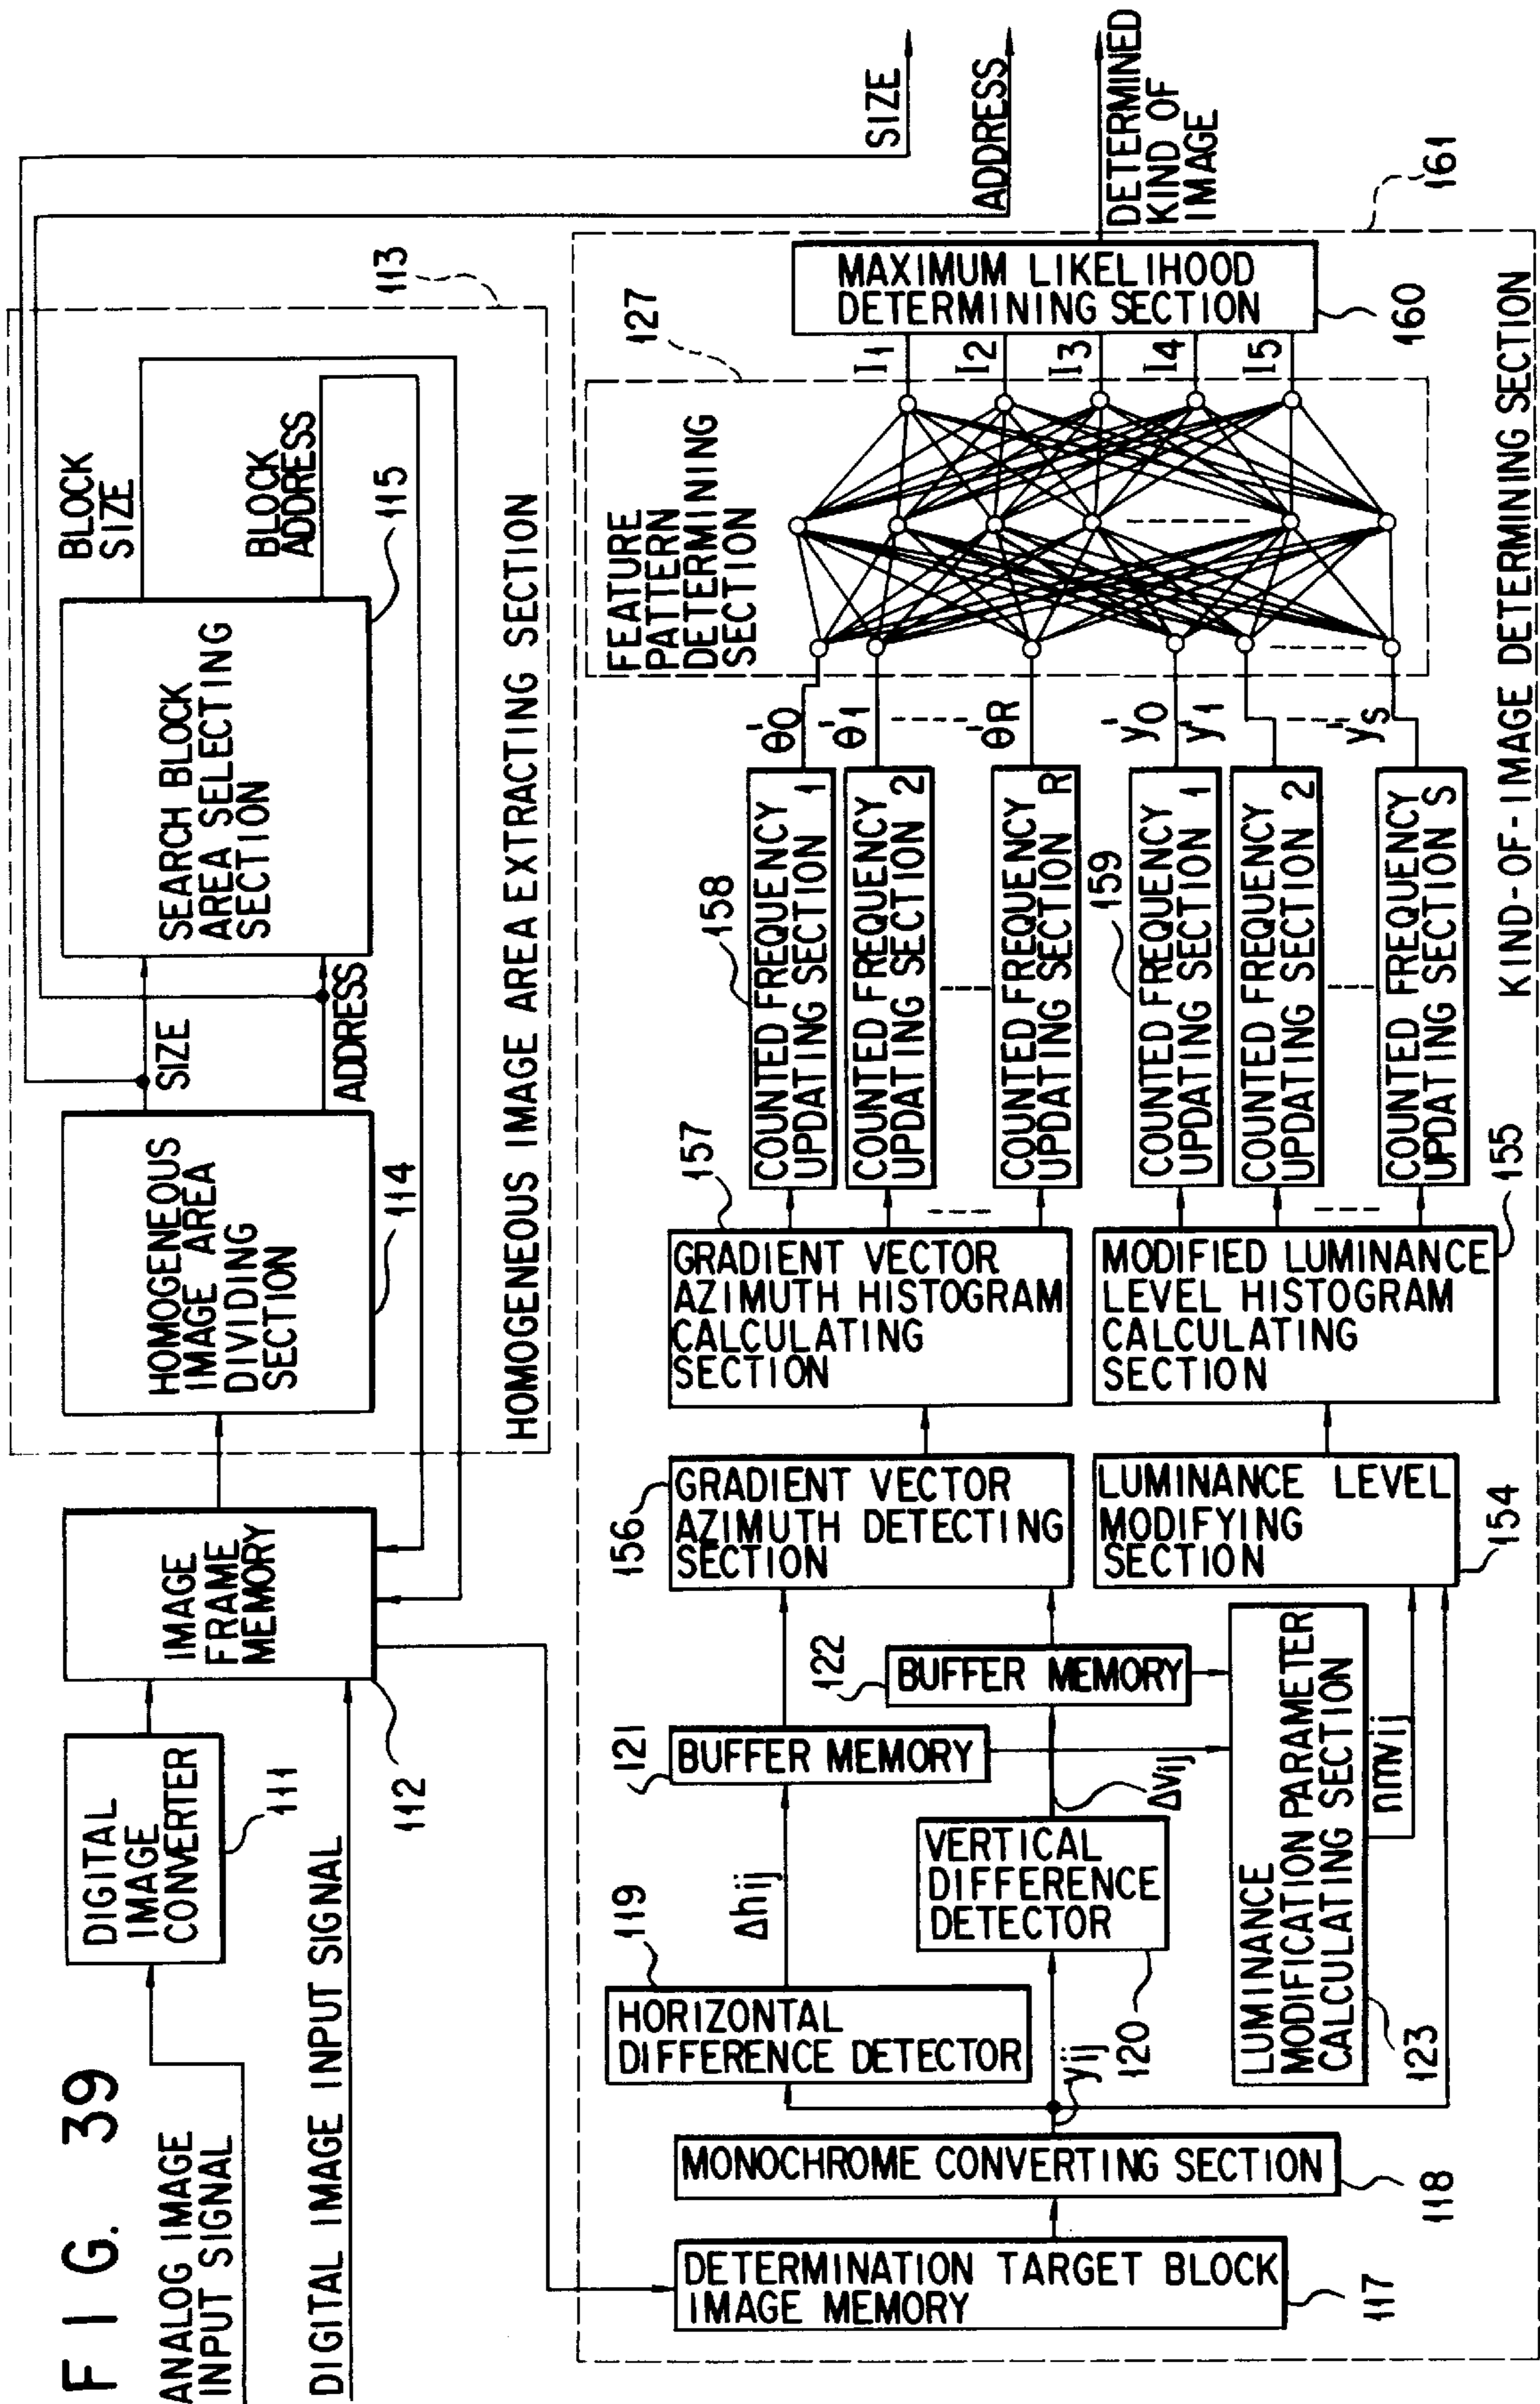 FIG. 39
ANALOG IMAGE
INPUT SIGNAL
DIGITAL IMAGE INPUT SIGNAL
DIGITAL
IMAGE
CONVERTER
111
IMAGE
FRAME
MEMORY
112
HOMOGENEOUS
IMAGE AREA
DIVIDING
SECTION
114
SIZE
ADDRESS
SEARCH BLOCK
AREA SELECTING
SECTION
115
BLOCK
SIZE
BLOCK
ADDRESS
113
HOMOGENEOUS IMAGE AREA EXTRACTING SECTION
SIZE
ADDRESS
DETERMINED
KIND OF
IMAGE
DETERMINATION TARGET BLOCK
IMAGE MEMORY
117
MONOCHROME CONVERTING SECTION
118
yij
HORIZONTAL
DIFFERENCE DETECTOR
119
Δhij
VERTICAL
DIFFERENCE
DETECTOR
120
Δvij
121
BUFFER MEMORY
122
BUFFER MEMORY
LUMINANCE
MODIFICATION PARAMETER
CALCULATING SECTION
123
nmvij
156
GRADIENT VECTOR
AZIMUTH DETECTING
SECTION
LUMINANCE LEVEL
MODIFYING
SECTION
154
157
GRADIENT VECTOR
AZIMUTH HISTOGRAM
CALCULATING
SECTION
MODIFIED LUMINANCE
LEVEL HISTOGRAM
CALCULATING
SECTION
155
158
COUNTED FREQUENCY
UPDATING SECTION 1
COUNTED FREQUENCY
UPDATING SECTION 2
COUNTED FREQUENCY
UPDATING SECTION R
159
COUNTED FREQUENCY
UPDATING SECTION 1
COUNTED FREQUENCY
UPDATING SECTION 2
COUNTED FREQUENCY
UPDATING SECTION S
θ'0
θ'1
θ'R
y'0
y'1
y's
FEATURE
PATTERN
DETERMINING
SECTION
127
I1
I2
I3
I4
I5
MAXIMUM LIKELIHOOD
DETERMINING SECTION
160
161
KIND-OF-IMAGE DETERMINING SECTION